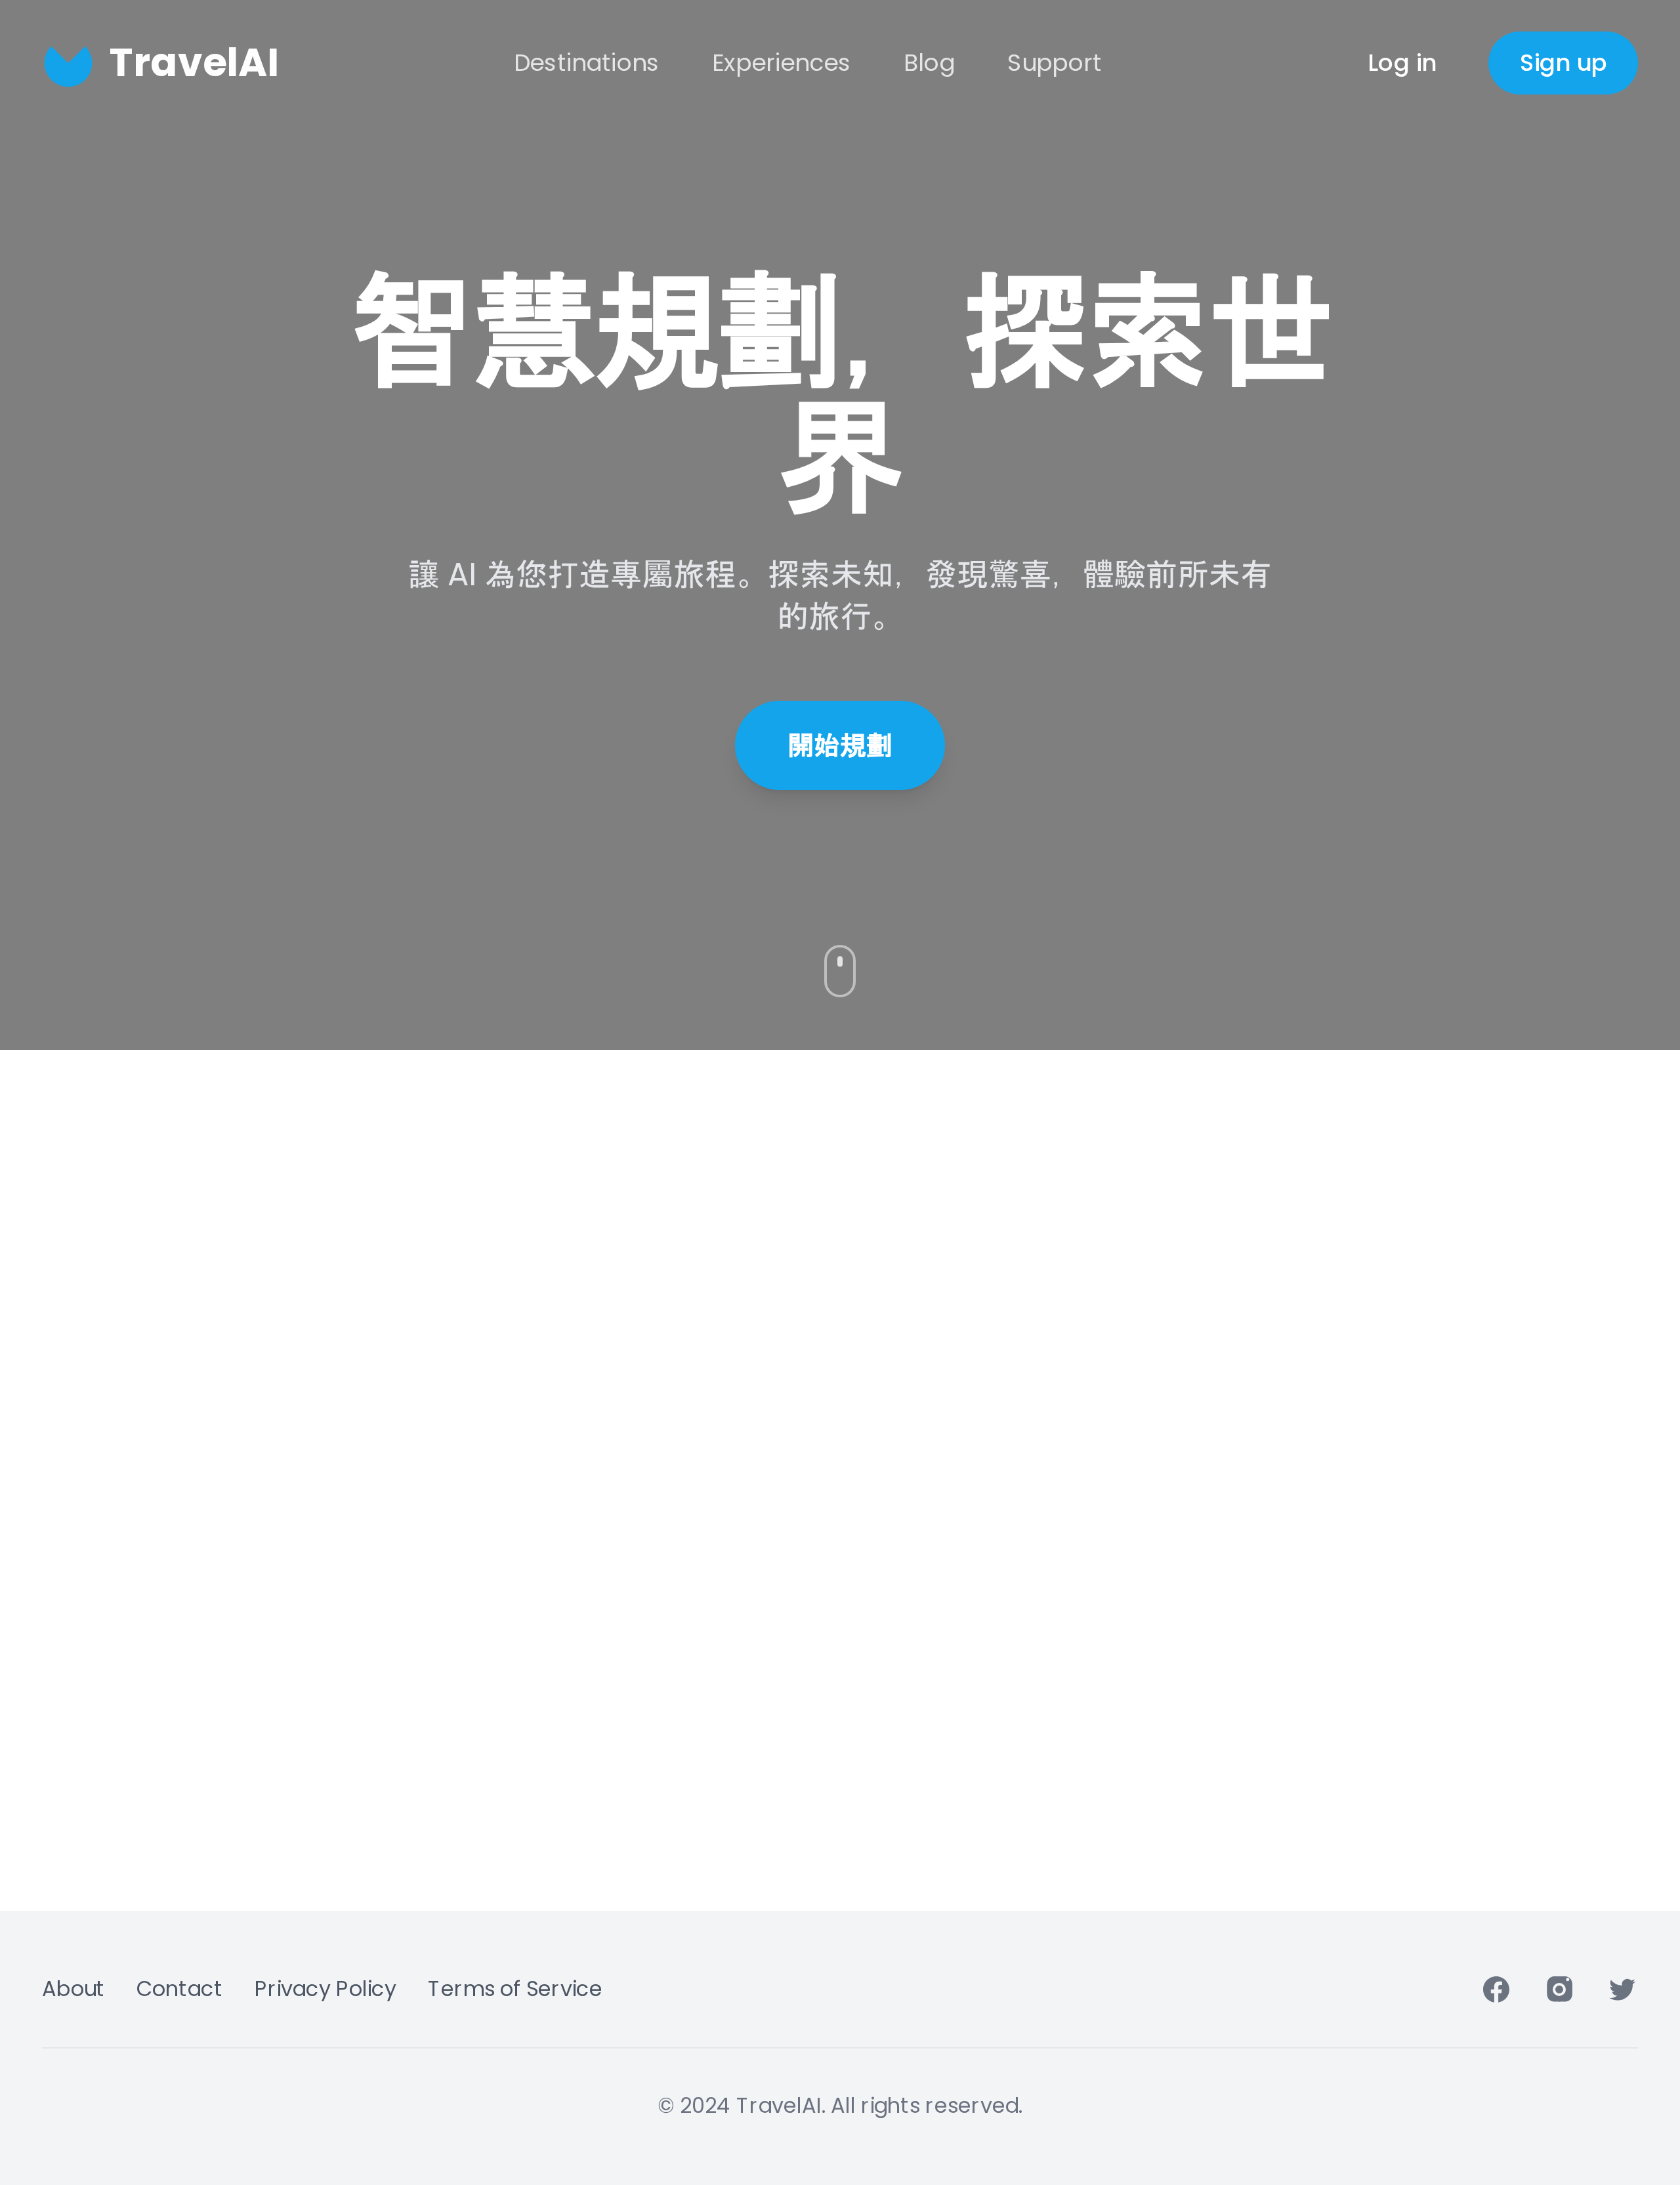 TravelAI
Destinations
Experiences
Blog
Support
Log in
Sign up
智慧規劃，探索世
界
讓 AI 為您打造專屬旅程。探索未知，發現驚喜，體驗前所未有
的旅行。
開始規劃
About
Contact
Privacy Policy
Terms of Service
© 2024 TravelAI. All rights reserved.